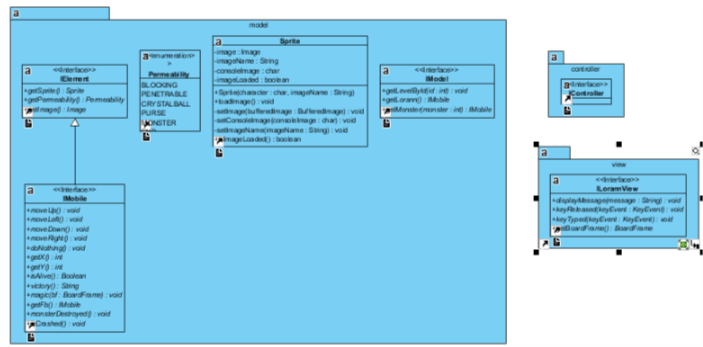 model
<<Interface>>
IElement
+getSprite() : Sprite
+getPermeability() : Permeability
getImage() : Image
<<enumeration>
>
Permeability
BLOCKING
PENETRABLE
CRYSTALBALL
PURSE
MONSTER
Sprite
-image : Image
-imageName : String
-consoleImage : char
-imageLoaded : boolean
+Sprite(character : char, imageName : String)
+loadImage() : void
-setImage(bufferedImage : BufferedImage) : void
-setConsoleImage(consoleImage : char) : void
-setImageName(imageName : String) : void
ImageLoaded() : boolean
<<Interface>>
IModel
+getLevelById(id : int) : void
+getLorann() : IMobile
getMonster(monster : int) : IMobile
<<Interface>>
IMobile
+moveUp() : void
+moveLeft() : void
+moveDown() : void
+moveRight() : void
+doNothing() : void
+getX() : int
+getY() : int
+isAlive() : Boolean
+victory() : String
+magic(bf : BoardFrame) : void
+getFb() : IMobile
+monsterDestroyed() : void
Crashed() : void
controller
<<Interface>>
IController
view
<<Interface>>
ILoramView
+displayMessage(message : String) : void
+keyReleased(keyEvent : KeyEvent) : void
+keyTyped(keyEvent : KeyEvent) : void
getBoardFrame() : BoardFrame